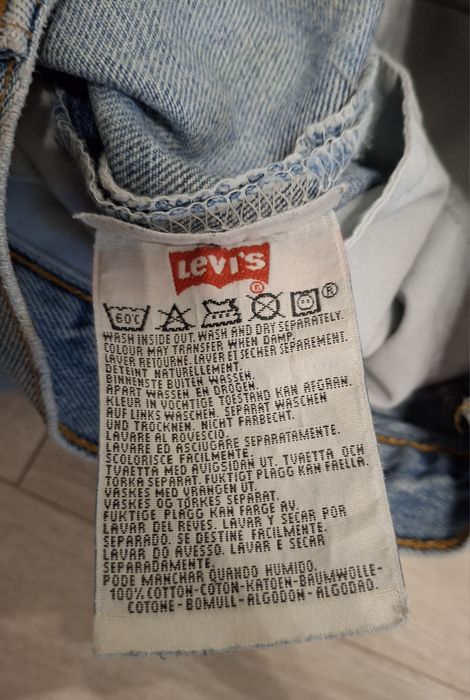 LEVI'S
®
60C ®
WASH INSIDE OUT. WASH AND DRY SEPARATELY.
COLOUR MAY TRANSFER WHEN DAMP.
LAVER RETOURNE. LAVER ET SECHER SEPAREMENT.
DETEINT NATURELLEMENT.
BINNENSTE BUITEN WASSEN.
APART WASSEN EN DROGEN.
KLEUR IN VOCHTIGE TOESTAND KAN AFGRAN.
AUF LINKS WASCHEN. SEPARAT WASCHEN
UND TROCKNEN. NICHT FARBECHT.
LAVARE AL ROVESCIO.
LAVARE ED ASCIUGARE SEPARATAMENTE.
SCOLORISCE FACILMENTE.
TVAETTA MED AVIGSIDAN UT. TVAETTA OCH
TORKA SEPARAT. FUKTIGT PLAGG KAN FAELLA.
VASKES MED VRANGEN UT.
VASKES OG TORKES SEPARAT.
FUGTIGE PLAGG KAN FARGE AV.
LAVAR DEL REVES. LAVAR Y SECAR POR
SEPARADO. SE DESTINE FACILMENTE.
LAVAR DO AVESSO. LAVAR E SECAR
SEPARADAMENTE.
PODE MANCHAR QUANDO HUMIDO.
100% COTTON-COTON-KATOEN-BAUMWOLLE-
COTONE-BOMULL-ALGODON-ALGODAO.